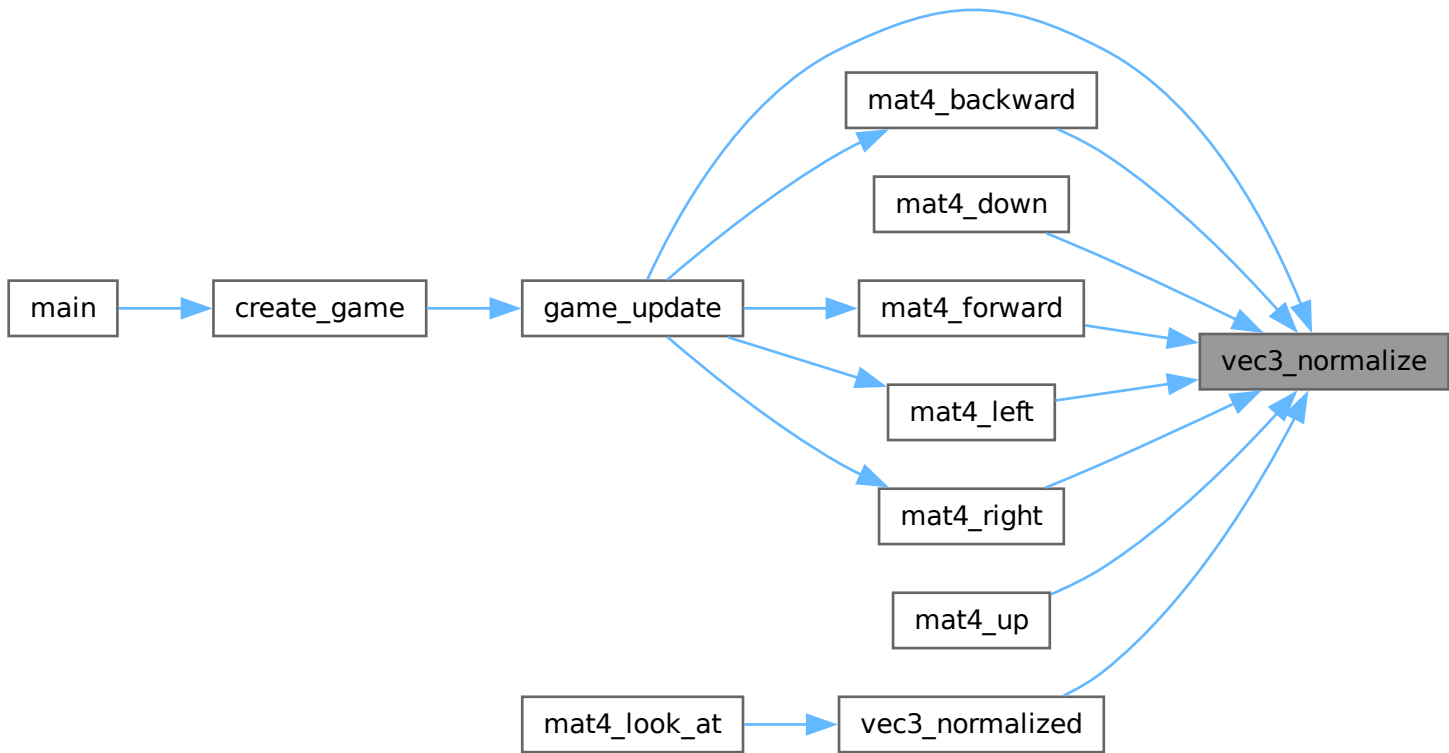 mat4_backward
mat4_down
main
create_game
game_update
mat4_forward
vec3_normalize
mat4_left
mat4_right
mat4_up
mat4_look_at
vec3_normalized